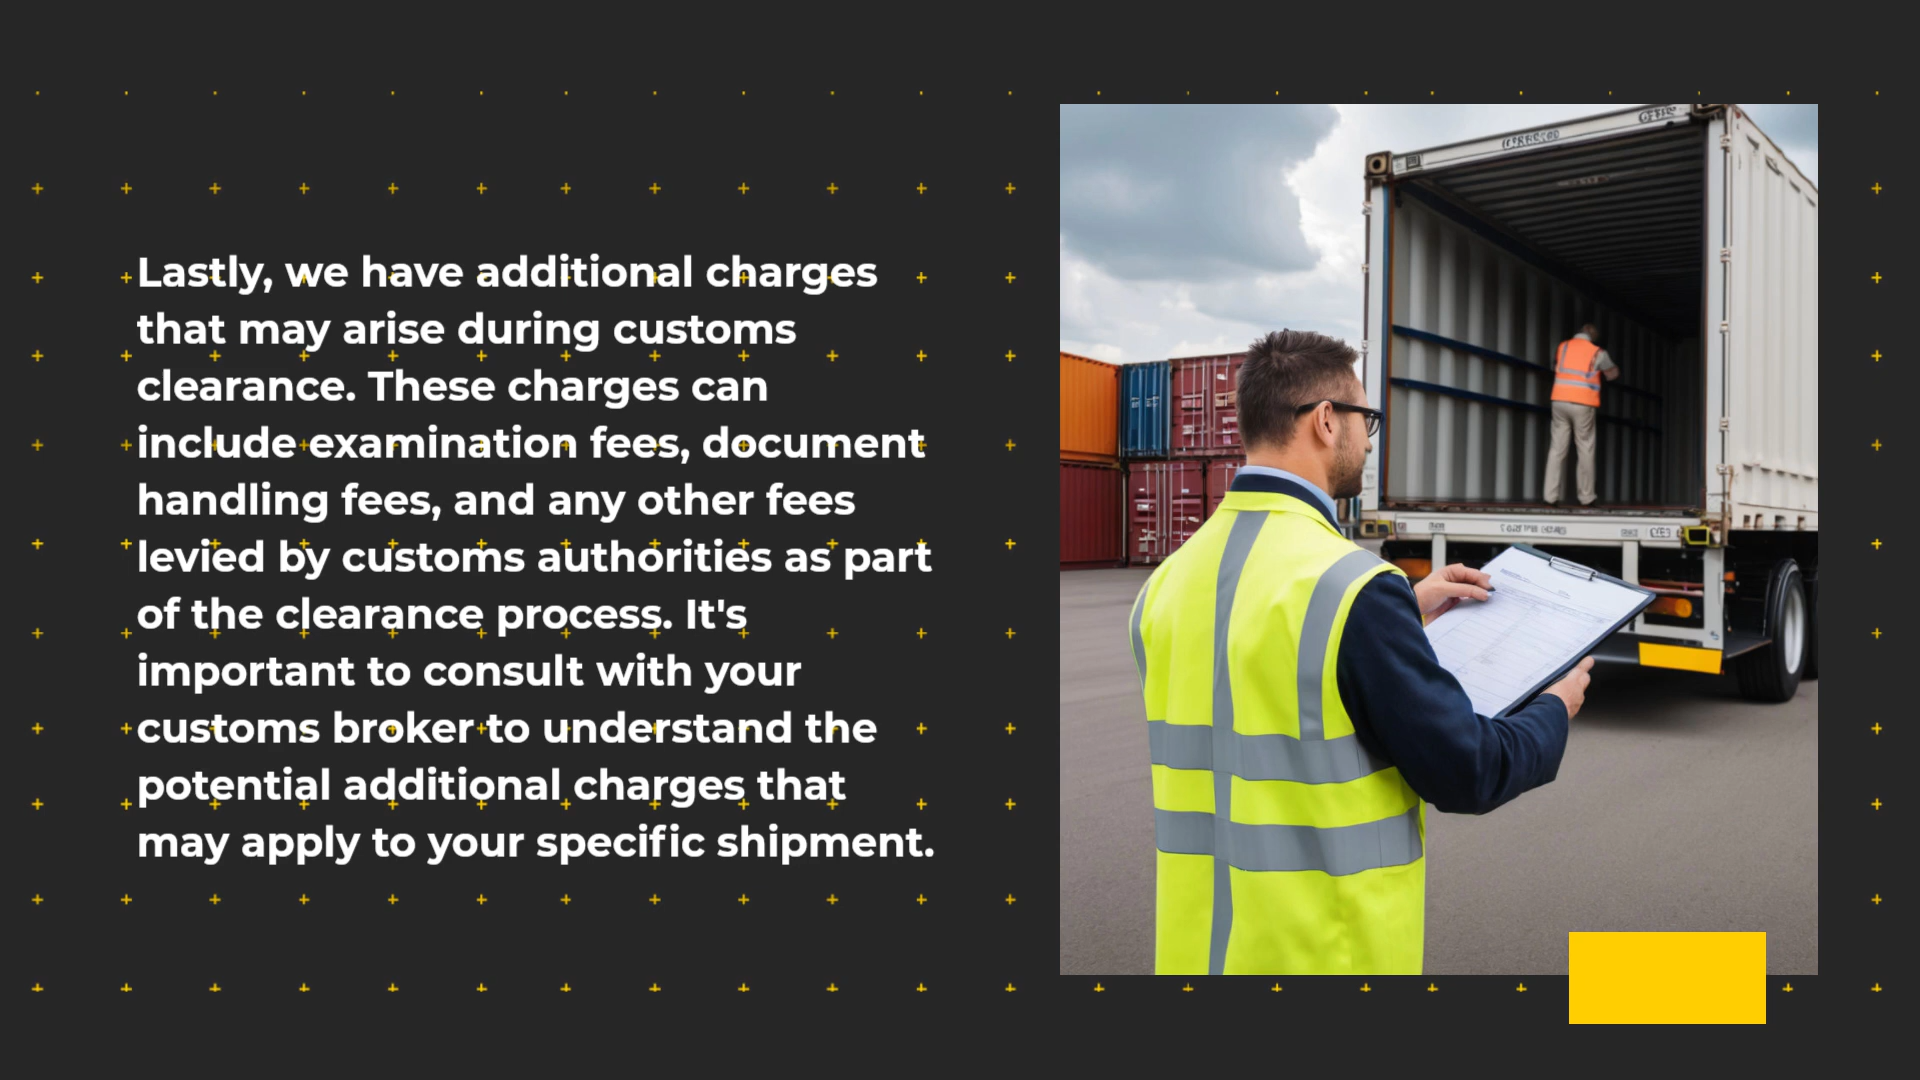 Lastly, we have additional charges
that may arise during customs
clearance. These charges can
include examination fees, document
handling fees, and any other fees
levied by customs authorities as part
of the clearance process. It's
important to consult with your
customs broker to understand the
potential additional charges that
may apply to your specific shipment.